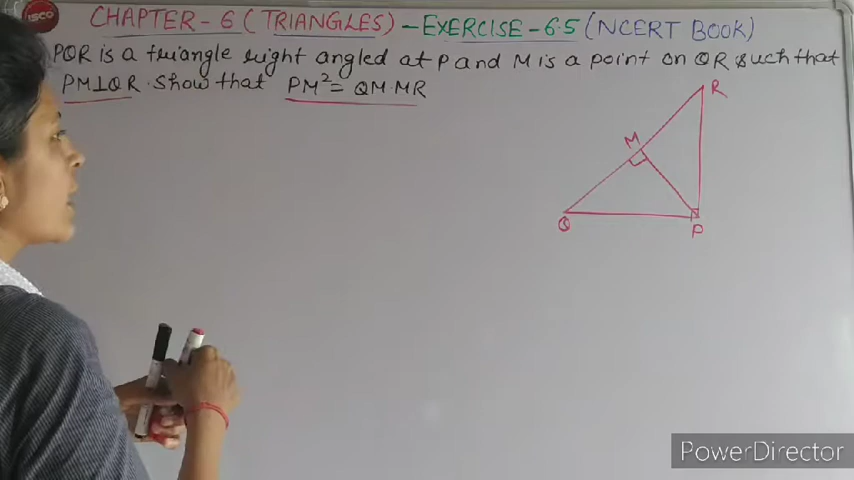 ISCO
CHAPTER-6 (TRIANGLES) - EXERCISE-6.5 (NCERT BOOK)
PQR is a triangle right angled at P and M is a point on QR such that
PM⊥QR. Show that PM²= QM·MR
R
M
Q
P
PowerDirector